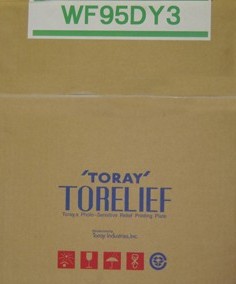 WF95DY3
'TORAY'
TORELIEF
Toray's Photo-Sensitive Relief Printing Plate
Toray Industries, Inc.